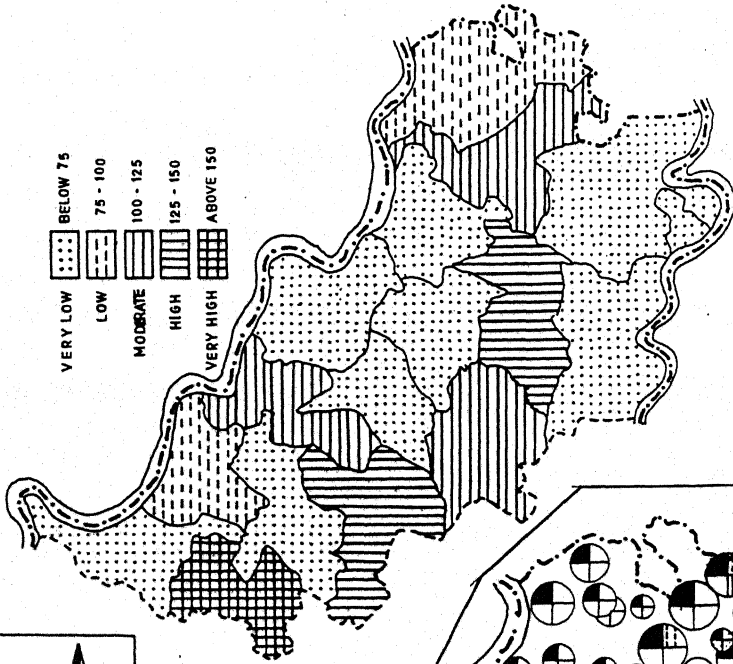 VERY LOW BELOW 75
LOW 75 - 100
MODERATE 100 - 125
HIGH 125 - 150
VERY HIGH ABOVE 150